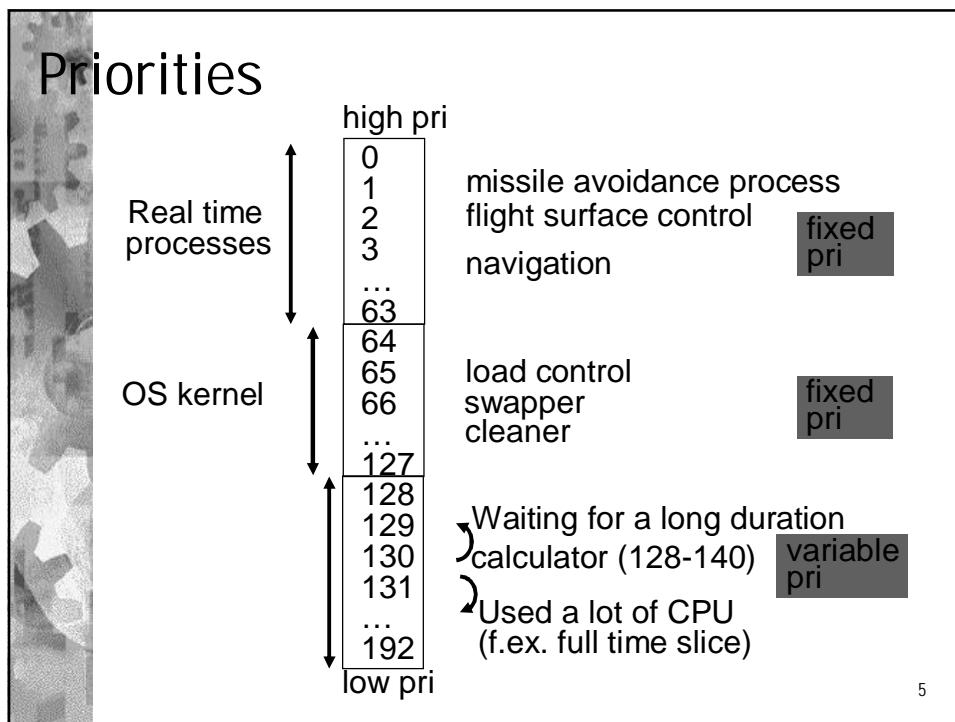 Priorities
high pri
0
1
2
3
…
63
Real time
processes
missile avoidance process
flight surface control
navigation
fixed
pri
64
65
66
…
127
OS kernel
load control
swapper
cleaner
fixed
pri
128
129
130
131
…
192
Waiting for a long duration
calculator (128-140)
variable
pri
Used a lot of CPU
(f.ex. full time slice)
low pri
5